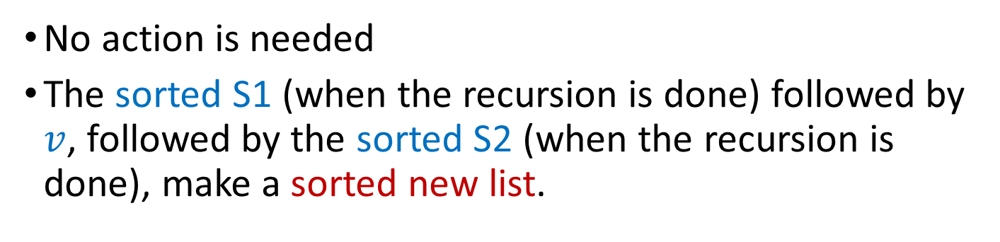 • No action is needed
• The sorted S1 (when the recursion is done) followed by
𝑣, followed by the sorted S2 (when the recursion is
done), make a sorted new list.